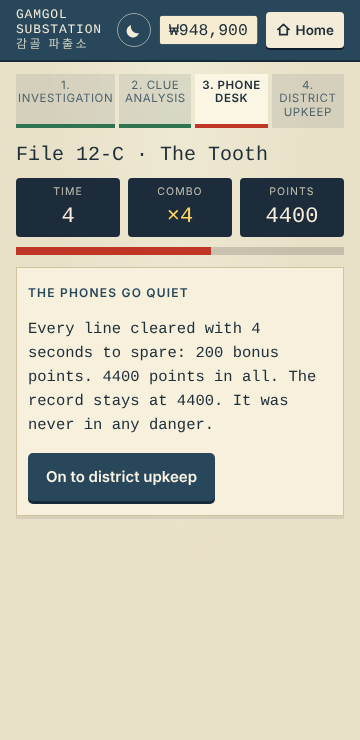 GAMGOL
SUBSTATION
감골 파출소
₩948,900
Home
1.
INVESTIGATION
2. CLUE
ANALYSIS
3. PHONE
DESK
4.
DISTRICT
UPKEEP
File 12-C · The Tooth
TIME
4
COMBO
×4
POINTS
4400
THE PHONES GO QUIET
Every line cleared with 4
seconds to spare: 200 bonus
points. 4400 points in all. The
record stays at 4400. It was
never in any danger.
On to district upkeep